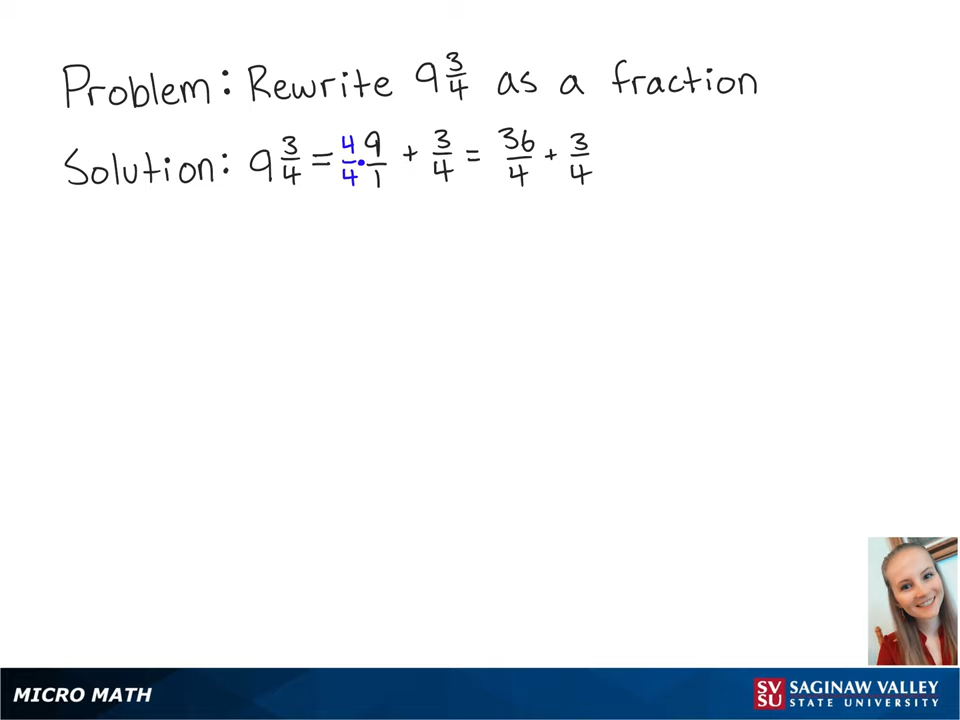 Problem: Rewrite 9 3/4 as a fraction
Solution: 9 3/4 = 4/4 • 9/1 + 3/4 = 36/4 + 3/4
MICRO MATH
SV SU SAGINAW VALLEY
STATE UNIVERSITY